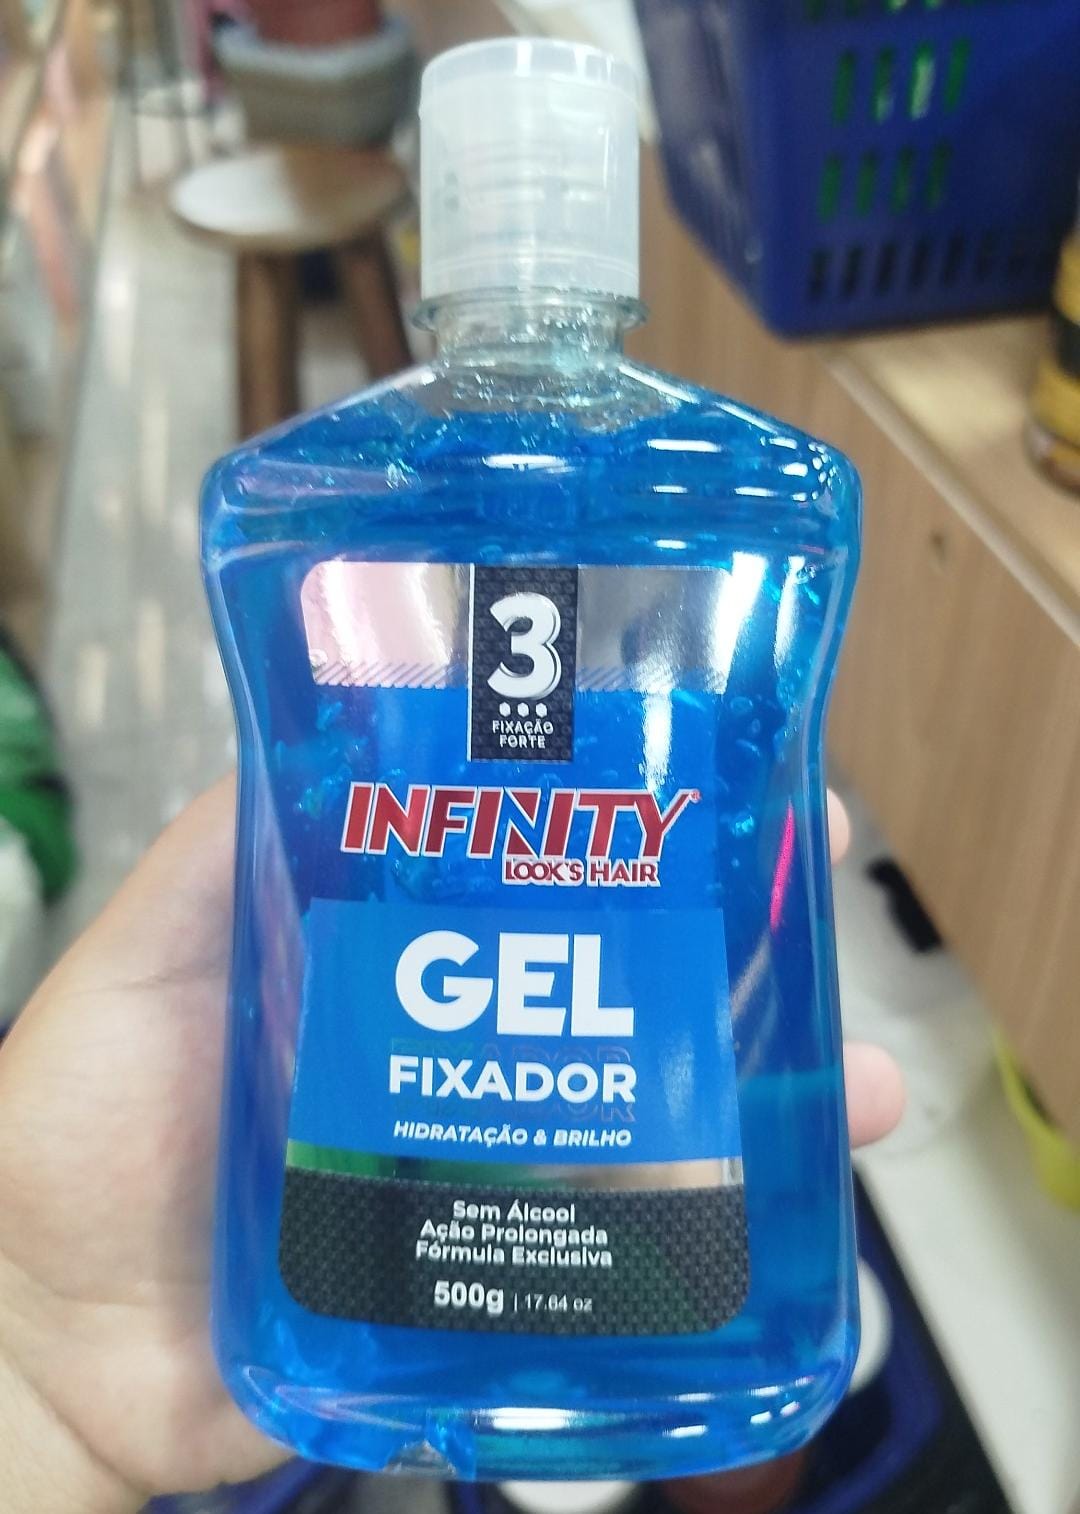 3
FIXAÇÃO
FORTE
INFINITY®
LOOK'S HAIR
GEL
FIXADOR
HIDRATAÇÃO & BRILHO
Sem Álcool
Ação Prolongada
Fórmula Exclusiva
500g | 17.64 oz